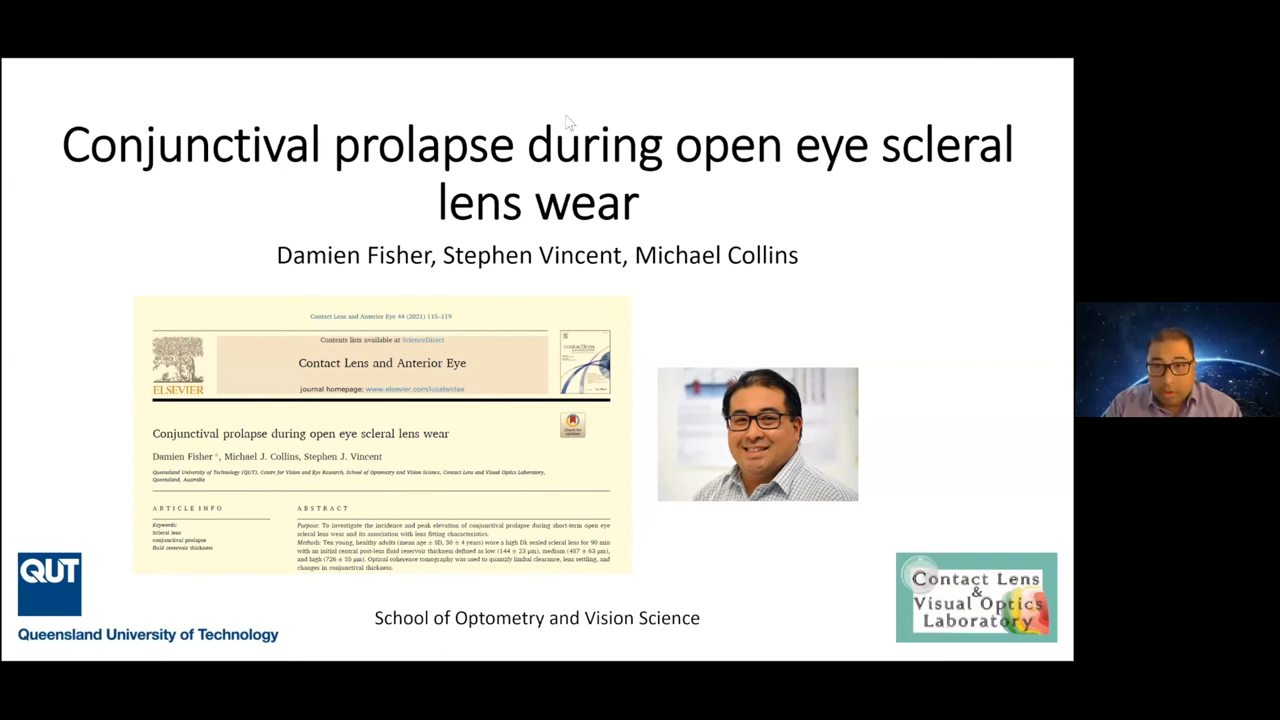 Conjunctival prolapse during open eye scleral
lens wear
Damien Fisher, Stephen Vincent, Michael Collins
Contact Lens and Anterior Eye 44 (2021) 115–119
Contents lists available at ScienceDirect
Contact Lens and Anterior Eye
journal homepage: www.elsevier.com/locate/clae
ELSEVIER
Conjunctival prolapse during open eye scleral lens wear
Check for
updates
Damien Fisher*, Michael J. Collins, Stephen J. Vincent
Queensland University of Technology (QUT), Centre for Vision and Eye Research, School of Optometry and Vision Science, Contact Lens and Visual Optics Laboratory,
Queensland, Australia
ARTICLE INFO
Keywords:
Scleral lens
conjunctival prolapse
fluid reservoir thickness
ABSTRACT
Purpose: To investigate the incidence and peak elevation of conjunctival prolapse during short-term open eye
scleral lens wear and its association with lens fitting characteristics.
Methods: Ten young, healthy adults (mean age ± SD, 30 ± 4 years) wore a high Dk sealed scleral lens for 90 min
with an initial central post-lens fluid reservoir thickness defined as low (144 ± 23 μm), medium (487 ± 63 μm),
and high (726 ± 55 μm). Optical coherence tomography was used to quantify limbal clearance, lens settling, and
changes in conjunctival thickness.
QUT
Queensland University of Technology
School of Optometry and Vision Science
Contact Lens
&
Visual Optics
Laboratory